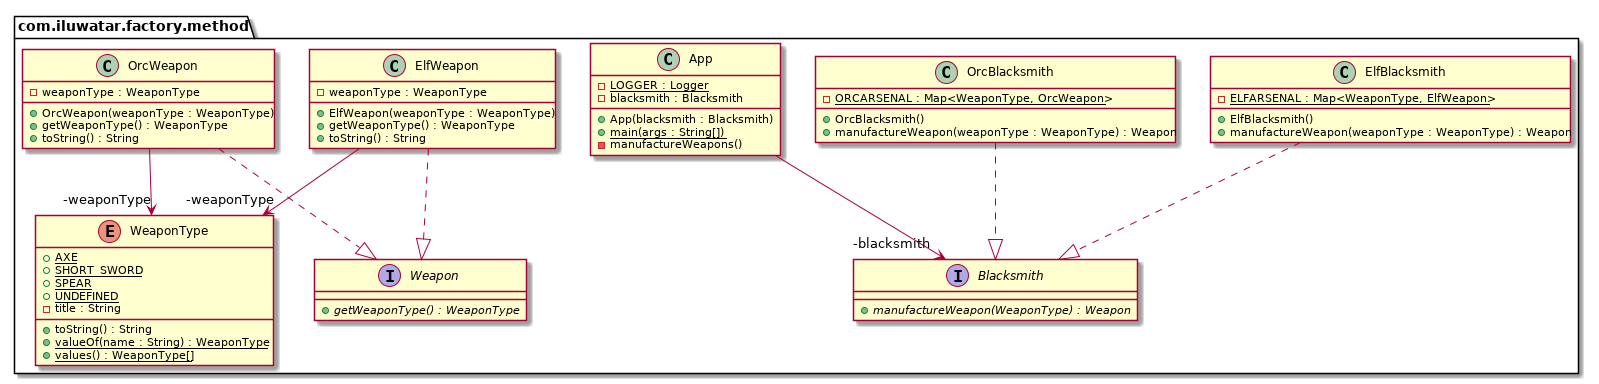 com.iluwatar.factory.method
C OrcWeapon
weaponType : WeaponType
OrcWeapon(weaponType : WeaponType)
getWeaponType() : WeaponType
toString() : String
C ElfWeapon
weaponType : WeaponType
ElfWeapon(weaponType : WeaponType)
getWeaponType() : WeaponType
toString() : String
C App
LOGGER : Logger
blacksmith : Blacksmith
App(blacksmith : Blacksmith)
main(args : String[])
manufactureWeapons()
C OrcBlacksmith
ORCARSENAL : Map<WeaponType, OrcWeapon>
OrcBlacksmith()
manufactureWeapon(weaponType : WeaponType) : Weapon
C ElfBlacksmith
ELFARSENAL : Map<WeaponType, ElfWeapon>
ElfBlacksmith()
manufactureWeapon(weaponType : WeaponType) : Weapon
-weaponType
-weaponType
-blacksmith
E WeaponType
AXE
SHORT_SWORD
SPEAR
UNDEFINED
title : String
toString() : String
valueOf(name : String) : WeaponType
values() : WeaponType[]
I Weapon
getWeaponType() : WeaponType
I Blacksmith
manufactureWeapon(WeaponType) : Weapon